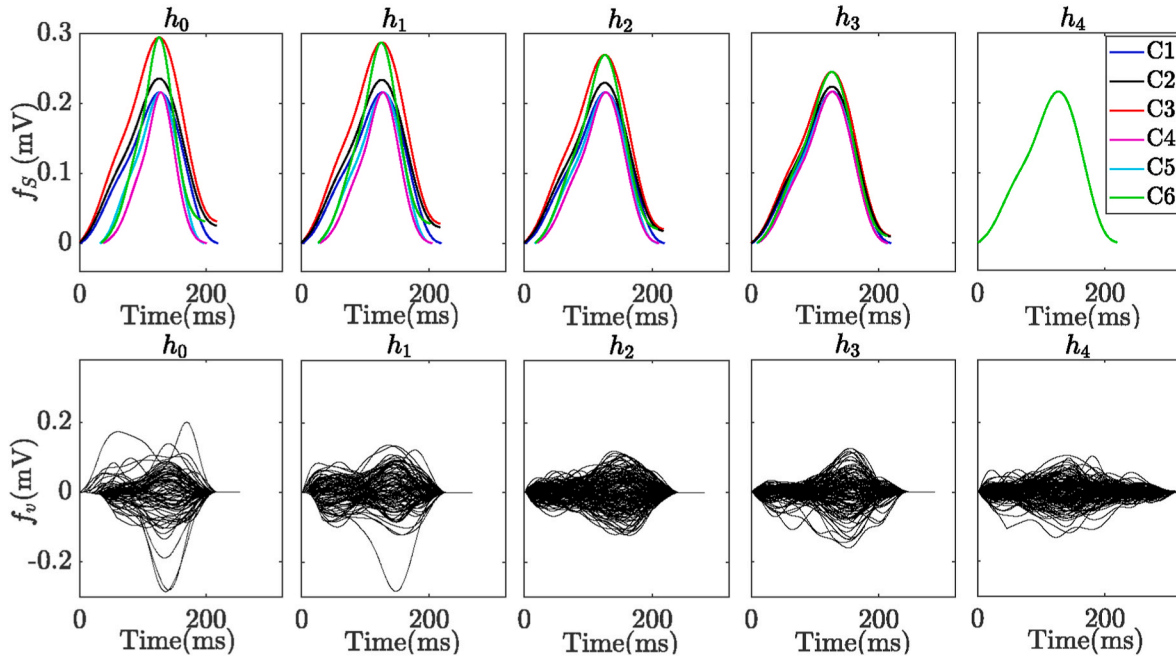 h₀ h₁ h₂ h₃ h₄
0.3
0.2
0.1
0
f_S(mV)
C1
C2
C3
C4
C5
C6
0 200 0 200 0 200 0 200 0 200
Time(ms) Time(ms) Time(ms) Time(ms) Time(ms)
h₀ h₁ h₂ h₃ h₄
0.2
0
-0.2
f_v(mV)
0 200 0 200 0 200 0 200 0 200
Time(ms) Time(ms) Time(ms) Time(ms) Time(ms)